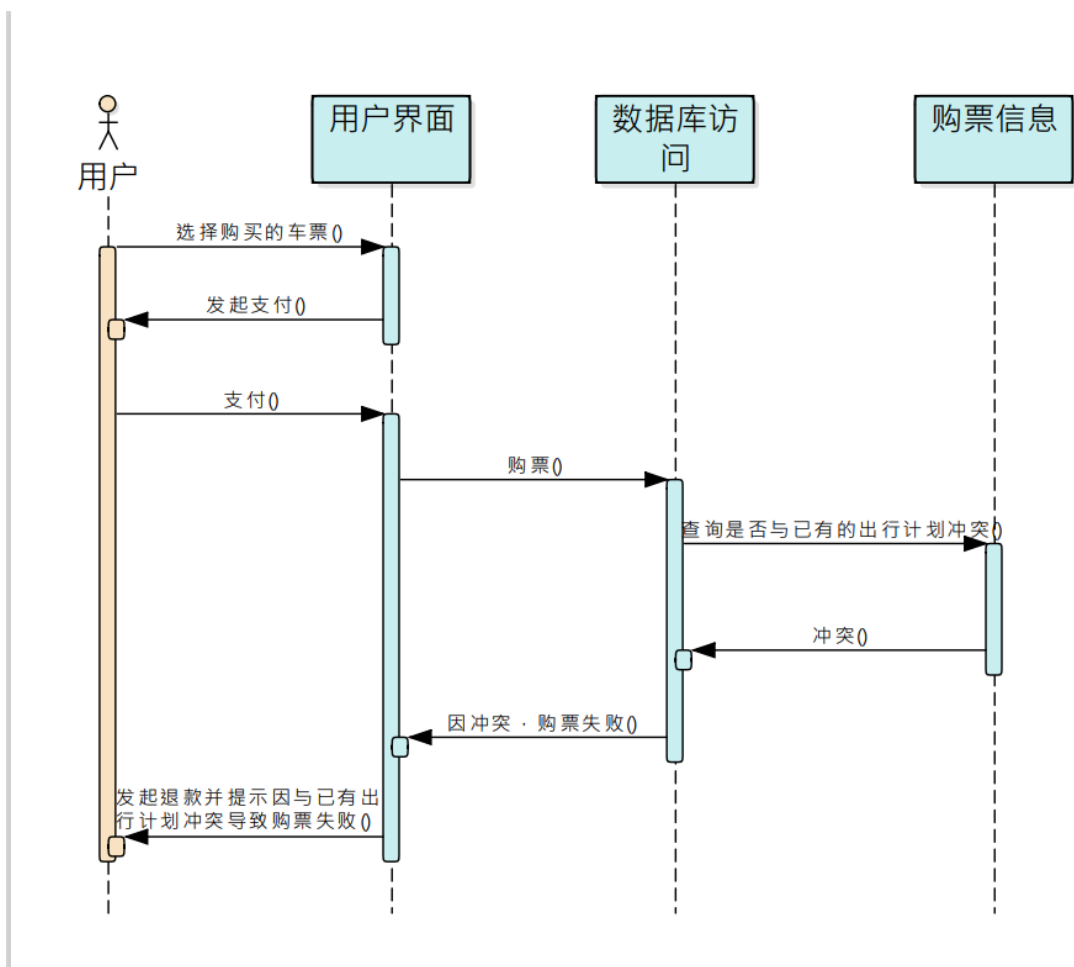 用户
用户界面
数据库访
问
购票信息
选择购买的车票()
发起支付()
支付()
购票()
查询是否与已有的出行计划冲突()
冲突()
因冲突，购票失败()
发起退款并提示因与已有出
行计划冲突导致购票失败()